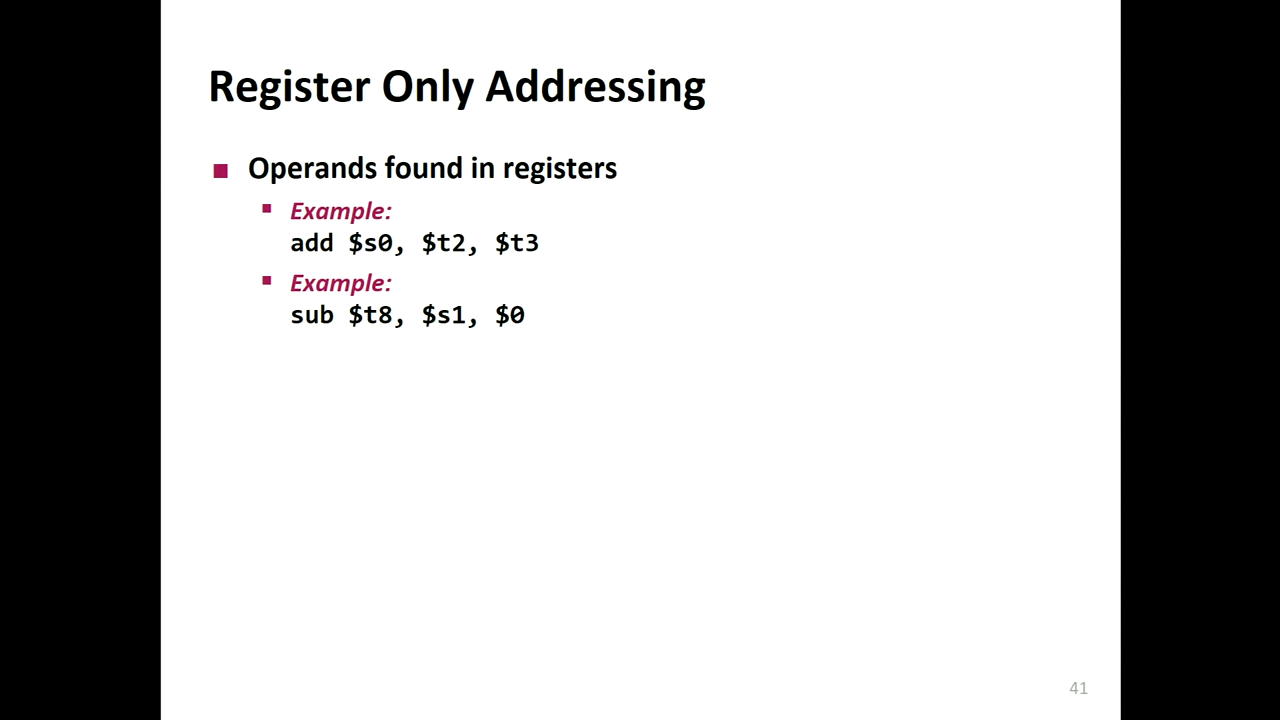 Register Only Addressing
Operands found in registers
Example:
add $s0, $t2, $t3
Example:
sub $t8, $s1, $0
41